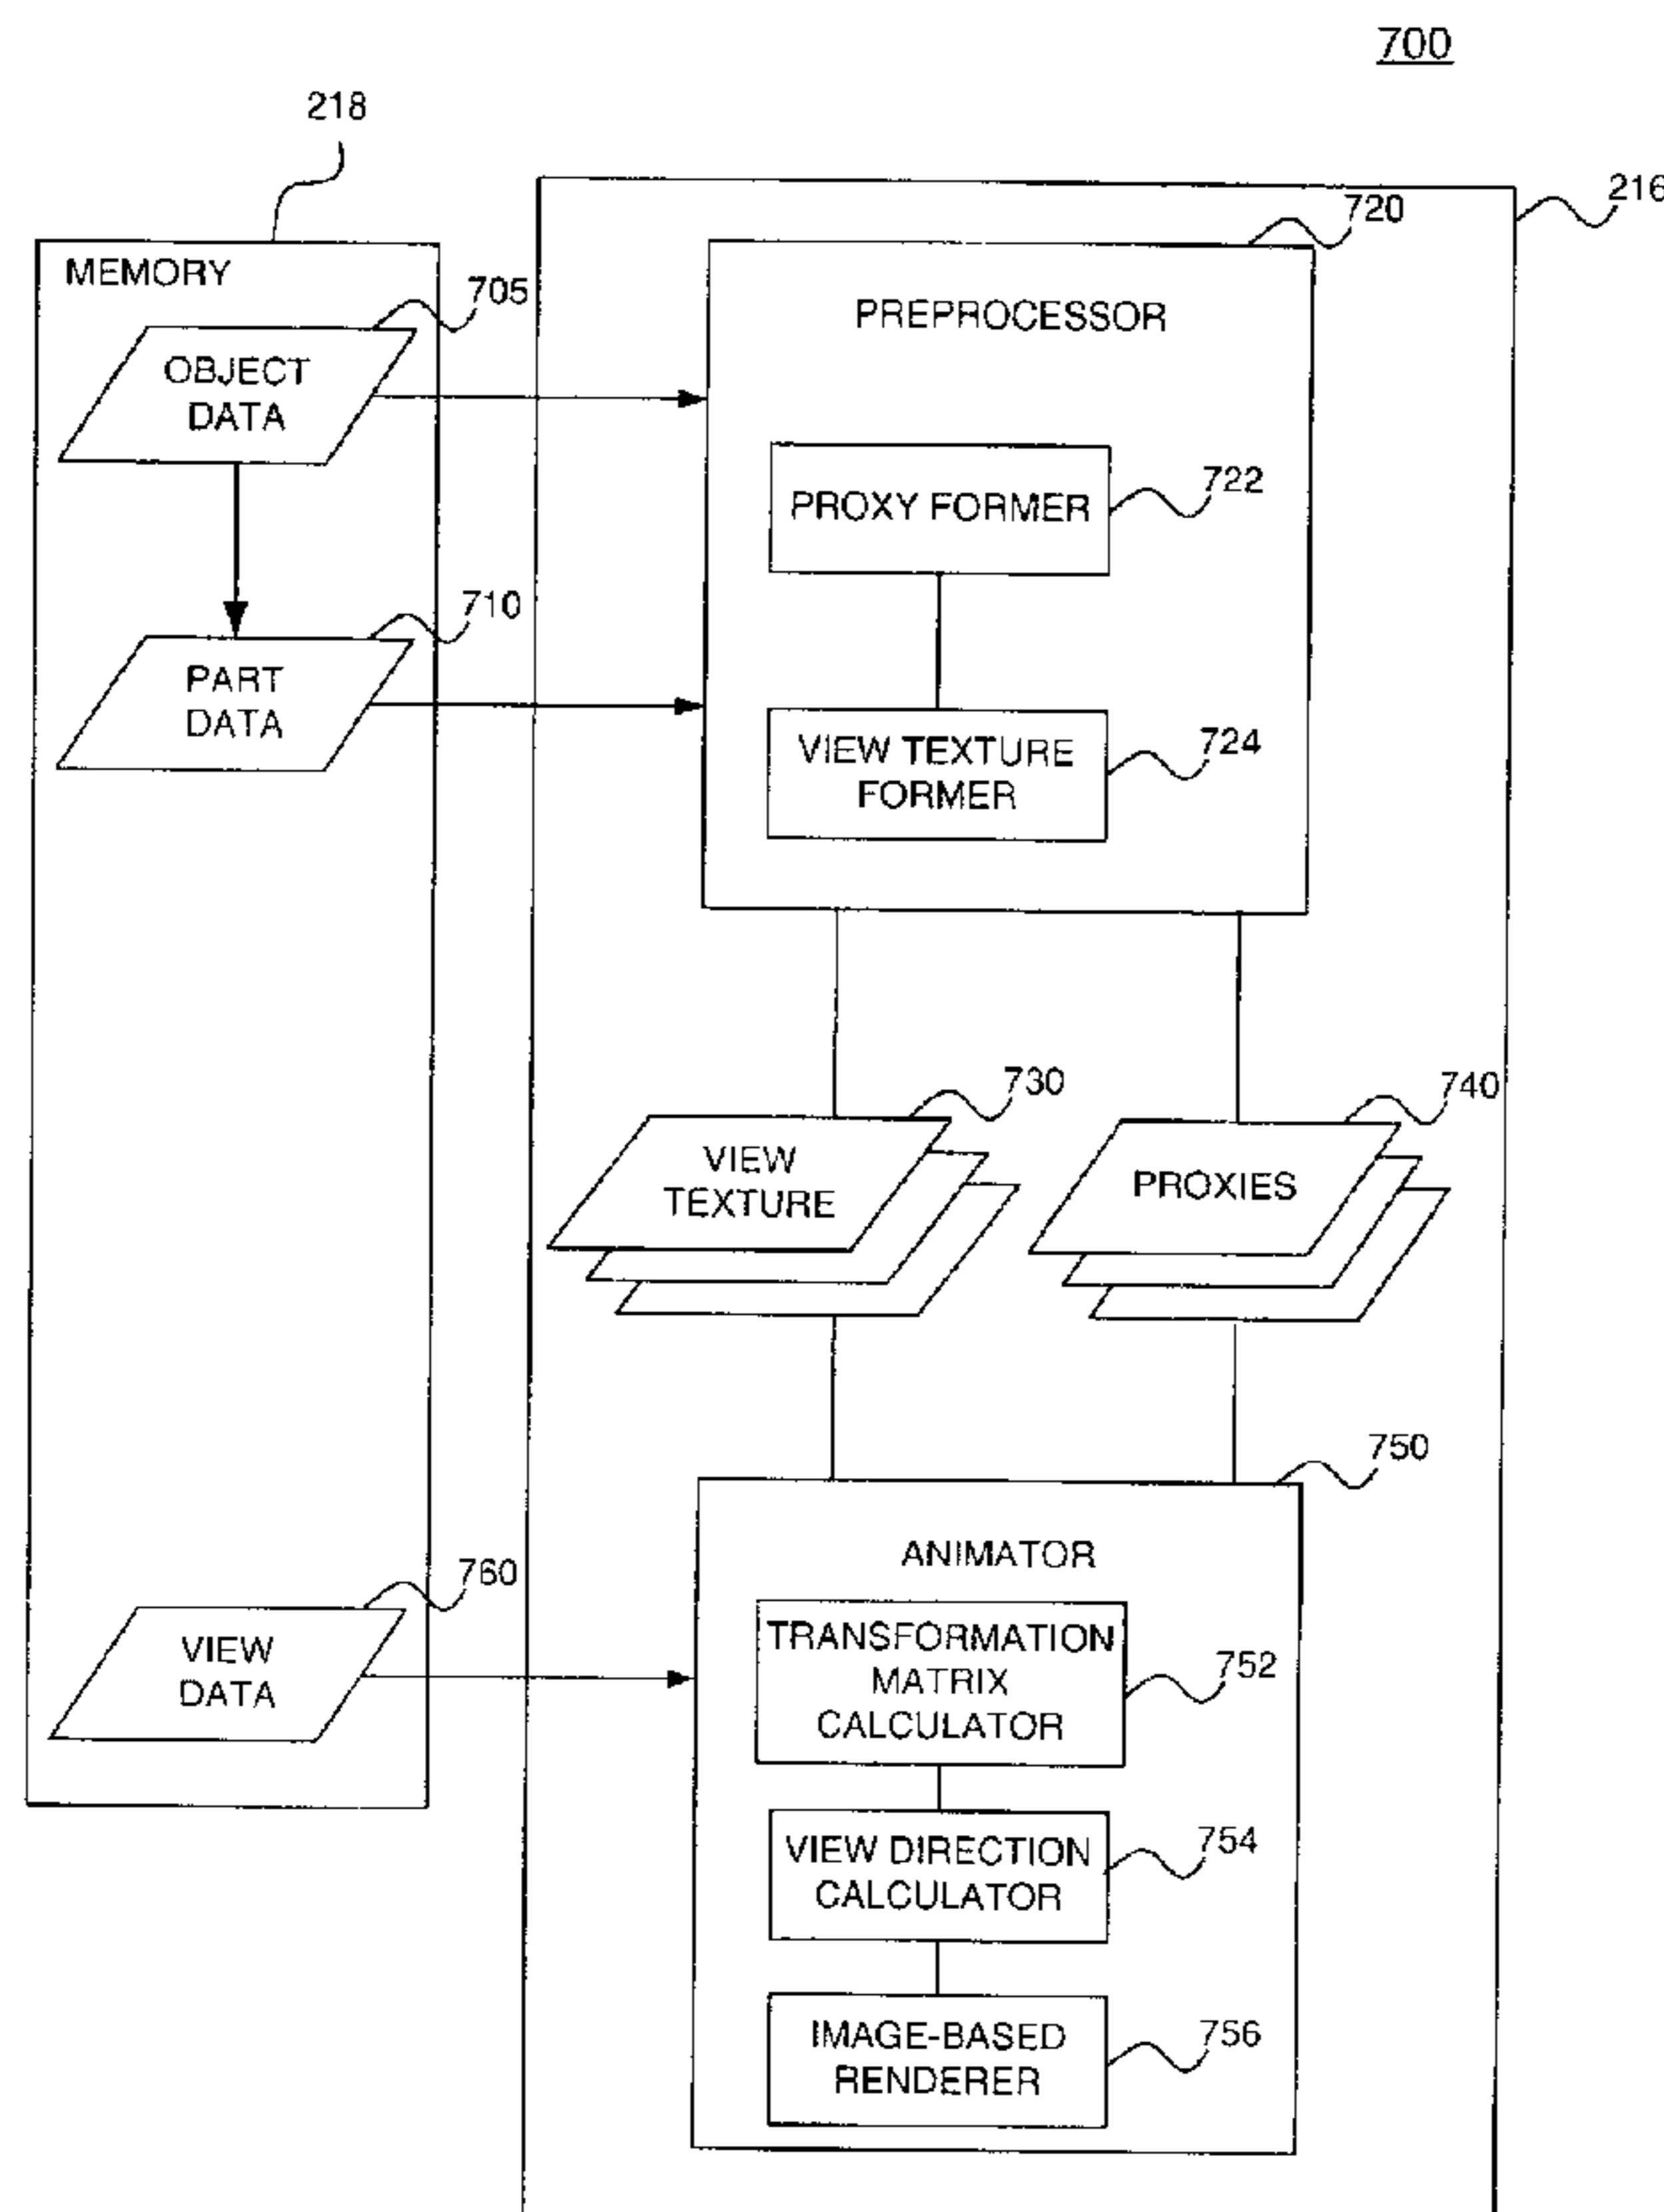 700
218
216
720
MEMORY
705
PREPROCESSOR
OBJECT
DATA
722
PROXY FORMER
710
PART
DATA
724
VIEW TEXTURE
FORMER
730
740
VIEW
TEXTURE
PROXIES
750
ANIMATOR
760
TRANSFORMATION
MATRIX
CALCULATOR
752
VIEW
DATA
754
VIEW DIRECTION
CALCULATOR
756
IMAGE-BASED
RENDERER